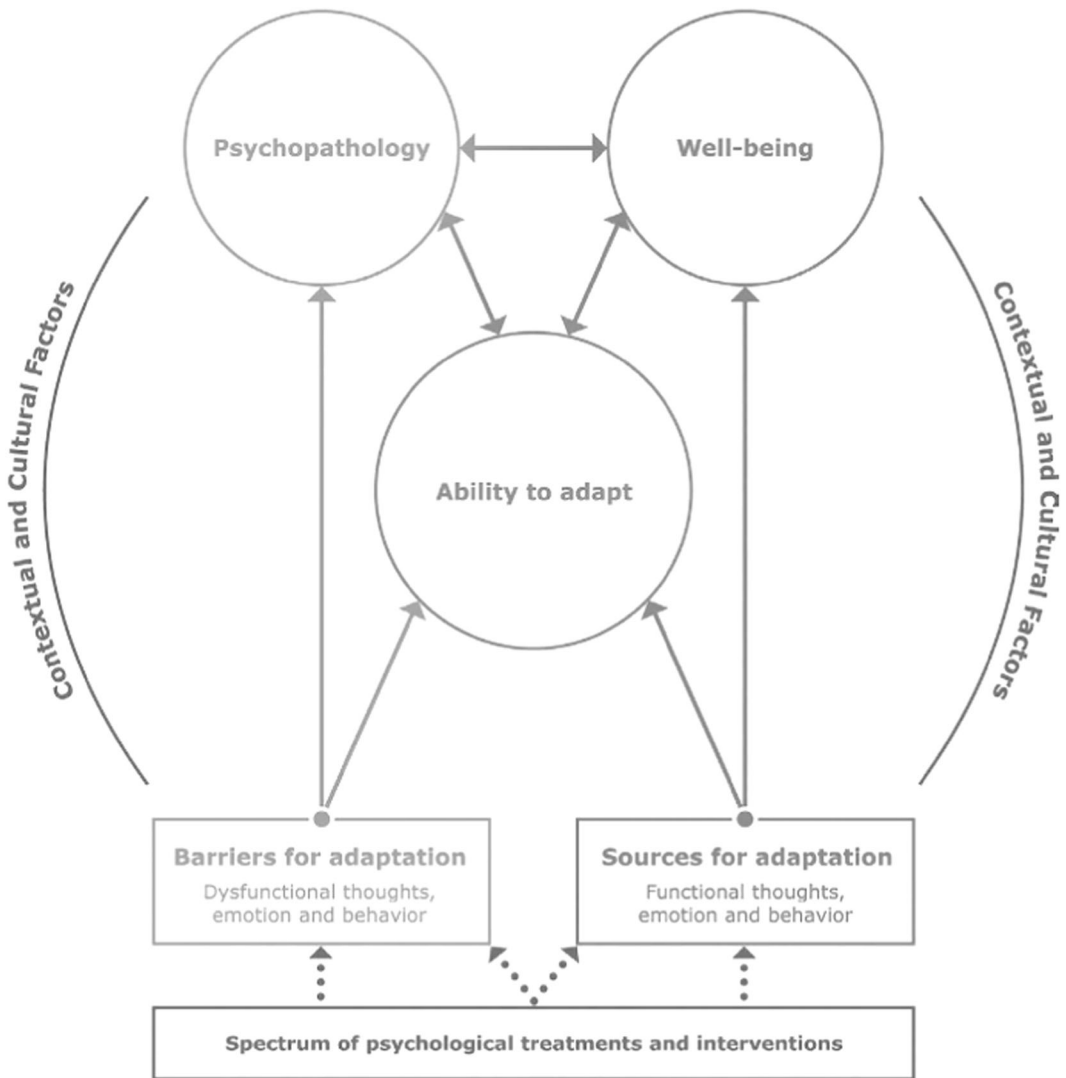 Psychopathology
Well-being
Contextual and Cultural Factors
Contextual and Cultural Factors
Ability to adapt
Barriers for adaptation
Dysfunctional thoughts,
emotion and behavior
Sources for adaptation
Functional thoughts,
emotion and behavior
Spectrum of psychological treatments and interventions